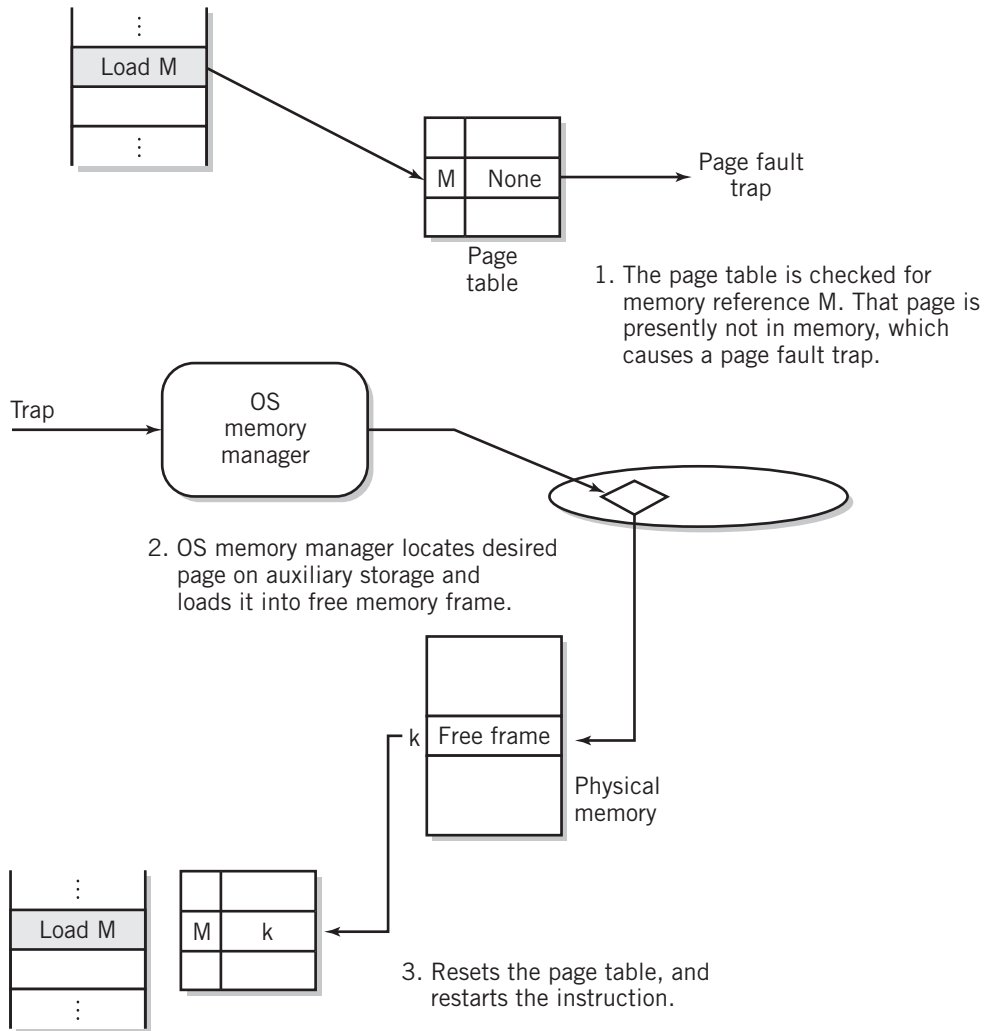 ⋮
Load M
⋮
M None
Page
table
Page fault
trap
1. The page table is checked for
memory reference M. That page is
presently not in memory, which
causes a page fault trap.
Trap
OS
memory
manager
2. OS memory manager locates desired
page on auxiliary storage and
loads it into free memory frame.
k Free frame
Physical
memory
⋮
Load M
⋮
M k
3. Resets the page table, and
restarts the instruction.